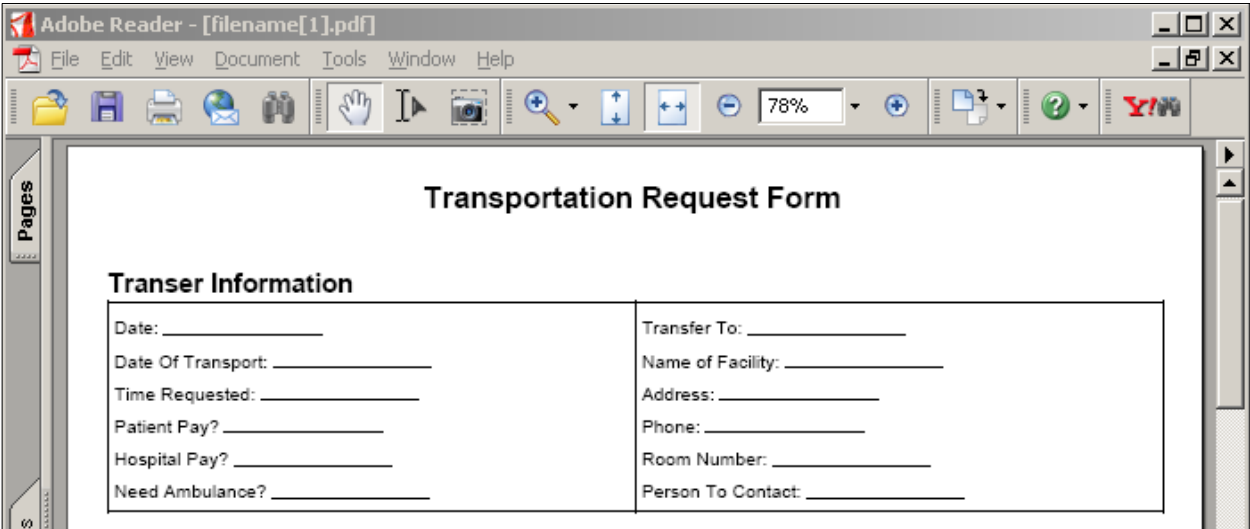 Adobe Reader - [filename[1].pdf]
File Edit View Document Tools Window Help
78%
Y!
Pages
Transportation Request Form
Transer Information
Date:
Date Of Transport:
Time Requested:
Patient Pay?
Hospital Pay?
Need Ambulance?
Transfer To:
Name of Facility:
Address:
Phone:
Room Number:
Person To Contact: